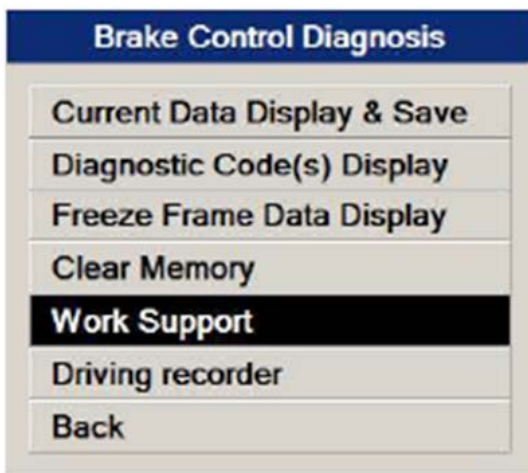 Brake Control Diagnosis
Current Data Display & Save
Diagnostic Code(s) Display
Freeze Frame Data Display
Clear Memory
Work Support
Driving recorder
Back